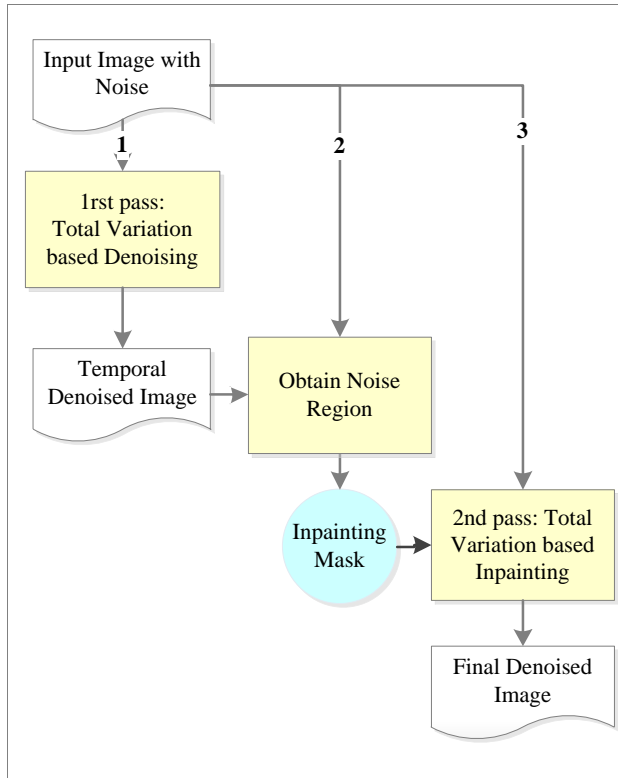 Input Image with
Noise
1
2
3
1rst pass:
Total Variation
based Denoising
Temporal
Denoised Image
Obtain Noise
Region
Inpainting
Mask
2nd pass: Total
Variation based
Inpainting
Final Denoised
Image